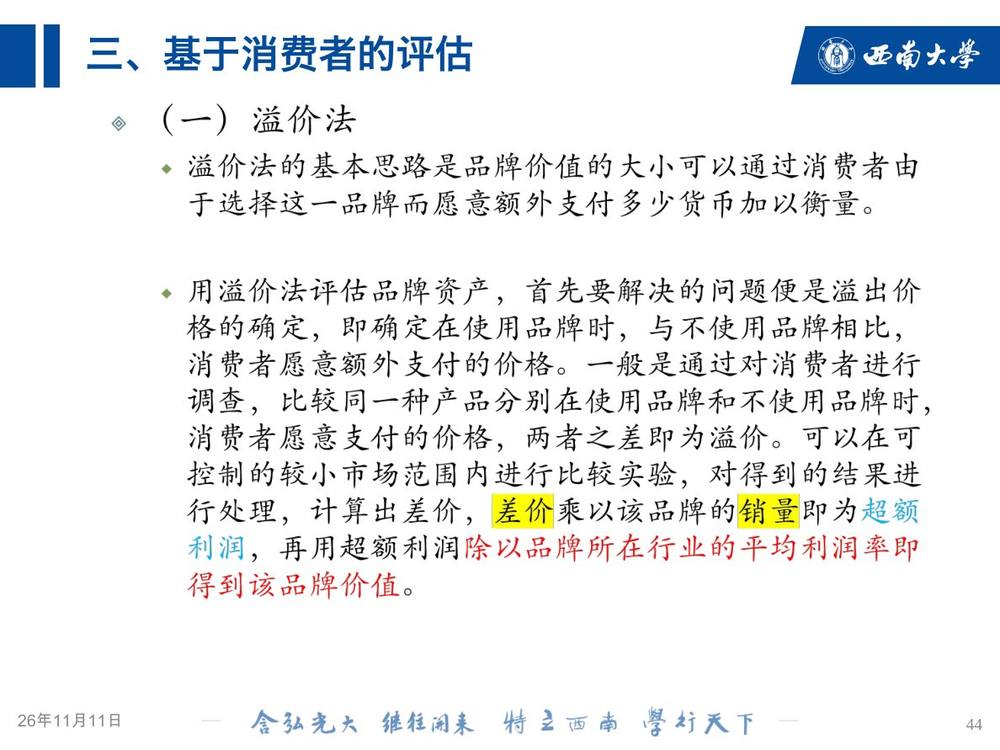 三、基于消费者的评估
西南大学
（一）溢价法
溢价法的基本思路是品牌价值的大小可以通过消费者由
于选择这一品牌而愿意额外支付多少货币加以衡量。
用溢价法评估品牌资产，首先要解决的问题便是溢出价
格的确定，即确定在使用品牌时，与不使用品牌相比，
消费者愿意额外支付的价格。一般是通过对消费者进行
调查，比较同一种产品分别在使用品牌和不使用品牌时，
消费者愿意支付的价格，两者之差即为溢价。可以在可
控制的较小市场范围内进行比较实验，对得到的结果进
行处理，计算出差价，差价乘以该品牌的销量即为超额
利润，再用超额利润除以品牌所在行业的平均利润率即
得到该品牌价值。
26年11月11日
含弘光大 继往开来 特立西南 学行天下
44